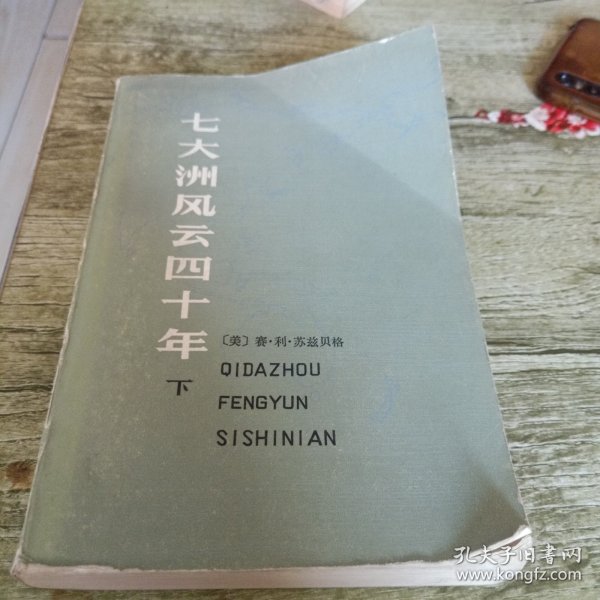 七大洲风云四十年
下
〔美〕赛·利·苏兹贝格
QIDAZHOU
FENGYUN
SISHINIAN
孔夫子旧书网
www.kongfz.com